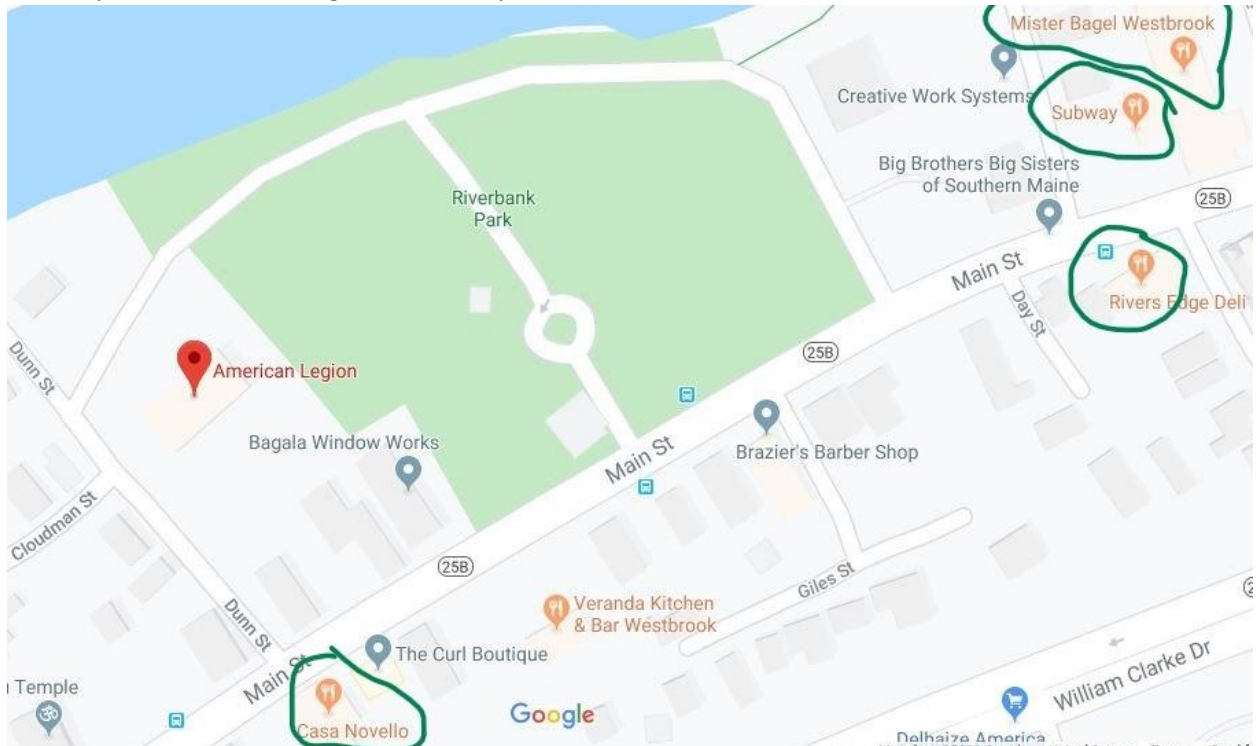 Mister Bagel Westbrook
Creative Work Systems
Subway
Big Brothers Big Sisters
of Southern Maine
25B
Riverbank
Park
Main St
Rivers Edge Deli
Day St
Dunn St
American Legion
25B
Bagala Window Works
Main St
Brazier's Barber Shop
Cloudman St
25B
Giles St
Dunn St
Veranda Kitchen
& Bar Westbrook
The Curl Boutique
Main St
William Clarke Dr
Temple
Casa Novello
Google
Delhaize America